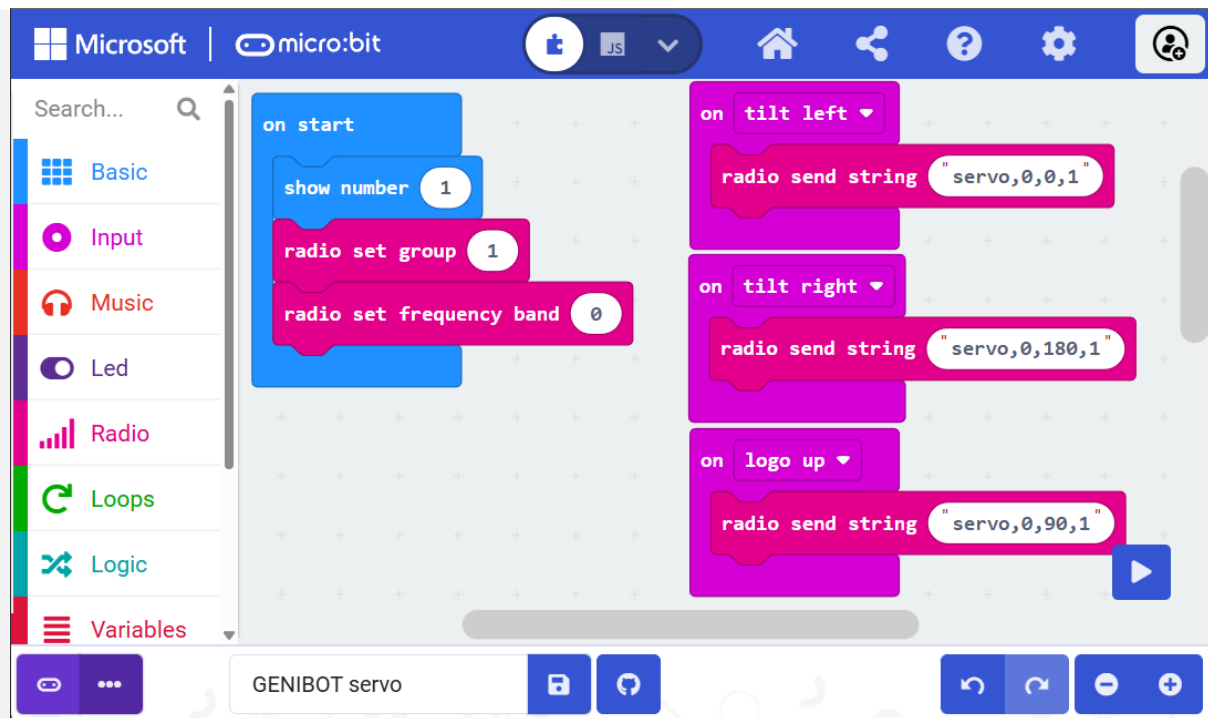 Microsoft | micro:bit JS
Search...
Basic
Input
Music
Led
Radio
Loops
Logic
Variables
on start
show number 1
radio set group 1
radio set frequency band 0
on tilt left
radio send string "servo,0,0,1"
on tilt right
radio send string "servo,0,180,1"
on logo up
radio send string "servo,0,90,1"
GENIBOT servo